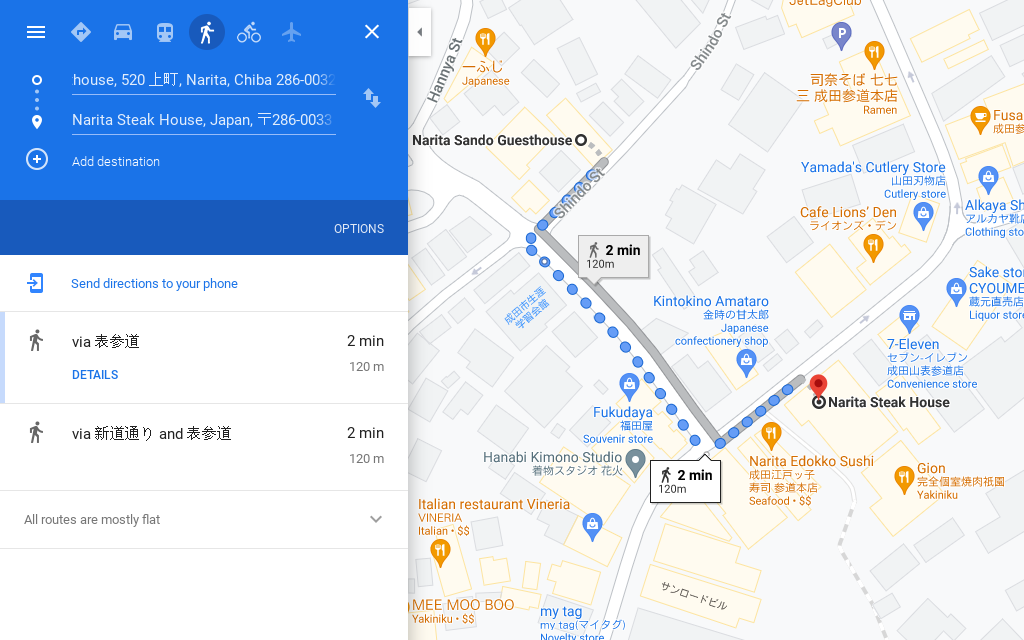 house, 520 上町, Narita, Chiba 286-0032
Narita Steak House, Japan, 〒286-0033
Add destination
OPTIONS
Send directions to your phone
via 表参道
2 min
120 m
DETAILS
via 新道通り and 表参道
2 min
120 m
All routes are mostly flat
JetLagClub
Hannya St
Shindo St
一ふじ
Japanese
P
司奈そば 七七
三 成田参道本店
Ramen
Fusa
成田参
Narita Sando Guesthouse
Yamada's Cutlery Store
山田刃物店
Cutlery store
Shindo St
Alkaya Sh
アルカヤ靴店
Clothing sto
Cafe Lions' Den
ライオンズ・デン
2 min
120m
Sake sto
CYOUME
蔵元直売店
Liquor store
成田市生涯
学習会館
Kintokino Amataro
金時の甘太郎
Japanese
confectionery shop
7-Eleven
セブン-イレブン
成田山表参道店
Convenience store
Narita Steak House
Fukudaya
福田屋
Souvenir store
Hanabi Kimono Studio
着物スタジオ 花火
2 min
120m
Narita Edokko Sushi
成田江戸ッ子
寿司 参道本店
Seafood • $$
Gion
完全個室焼肉祇園
Yakiniku
Italian restaurant Vineria
VINERIA
Italian • $$
サンロードビル
MEE MOO BOO
Yakiniku • $$
my tag
my tag(マイタグ)
Novelty store